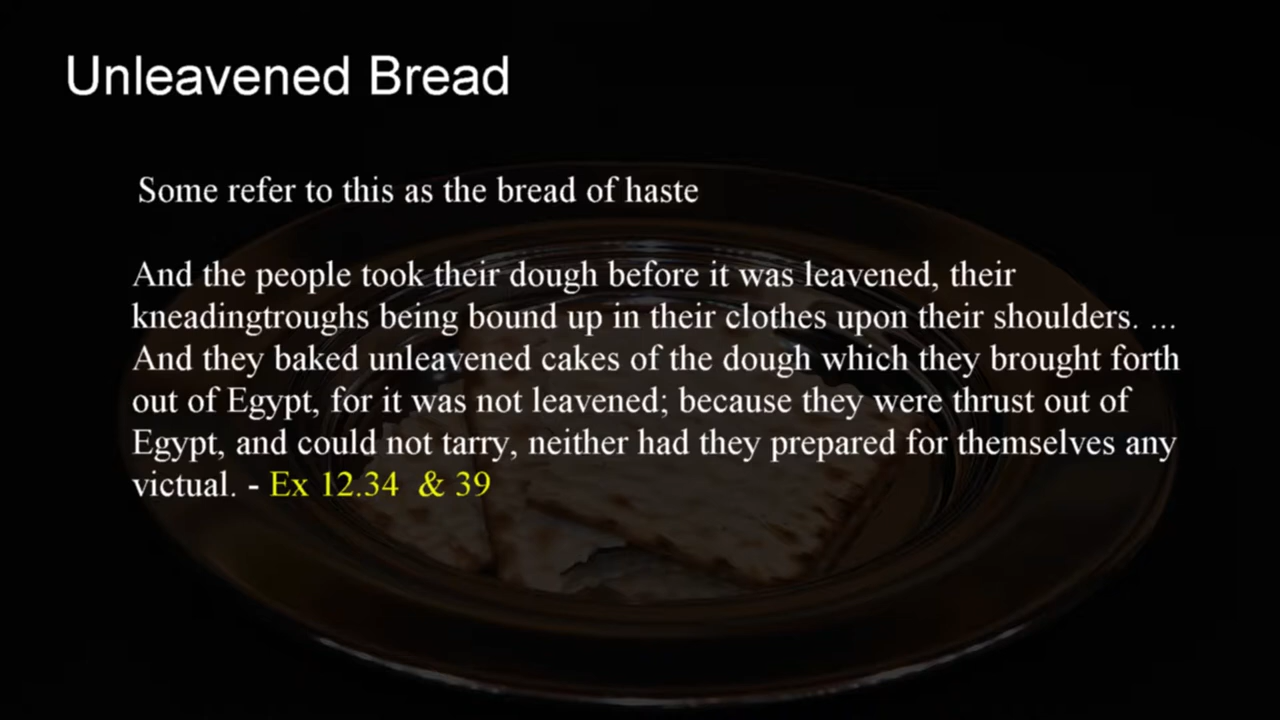 Unleavened Bread
Some refer to this as the bread of haste
And the people took their dough before it was leavened, their
kneadingtroughs being bound up in their clothes upon their shoulders. ...
And they baked unleavened cakes of the dough which they brought forth
out of Egypt, for it was not leavened; because they were thrust out of
Egypt, and could not tarry, neither had they prepared for themselves any
victual. - Ex 12.34  & 39